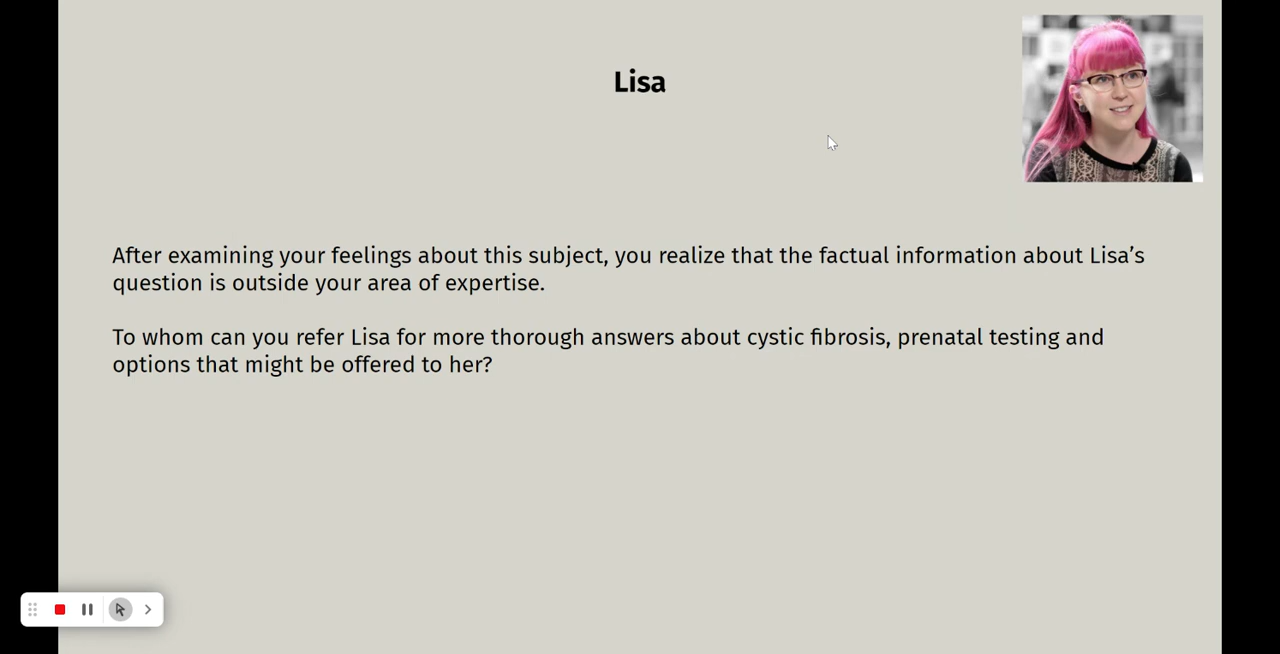 Lisa
After examining your feelings about this subject, you realize that the factual information about Lisa’s
question is outside your area of expertise.
To whom can you refer Lisa for more thorough answers about cystic fibrosis, prenatal testing and
options that might be offered to her?